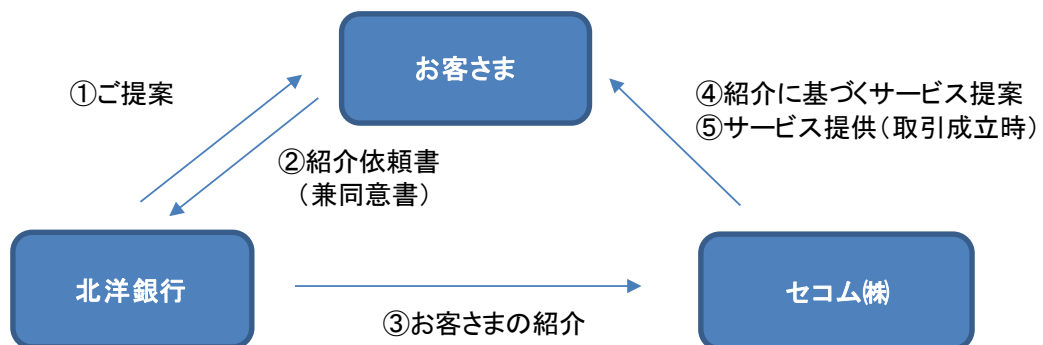 お客さま
①ご提案
④紹介に基づくサービス提案
⑤サービス提供（取引成立時）
②紹介依頼書
（兼同意書）
北洋銀行
セコム㈱
③お客さまの紹介